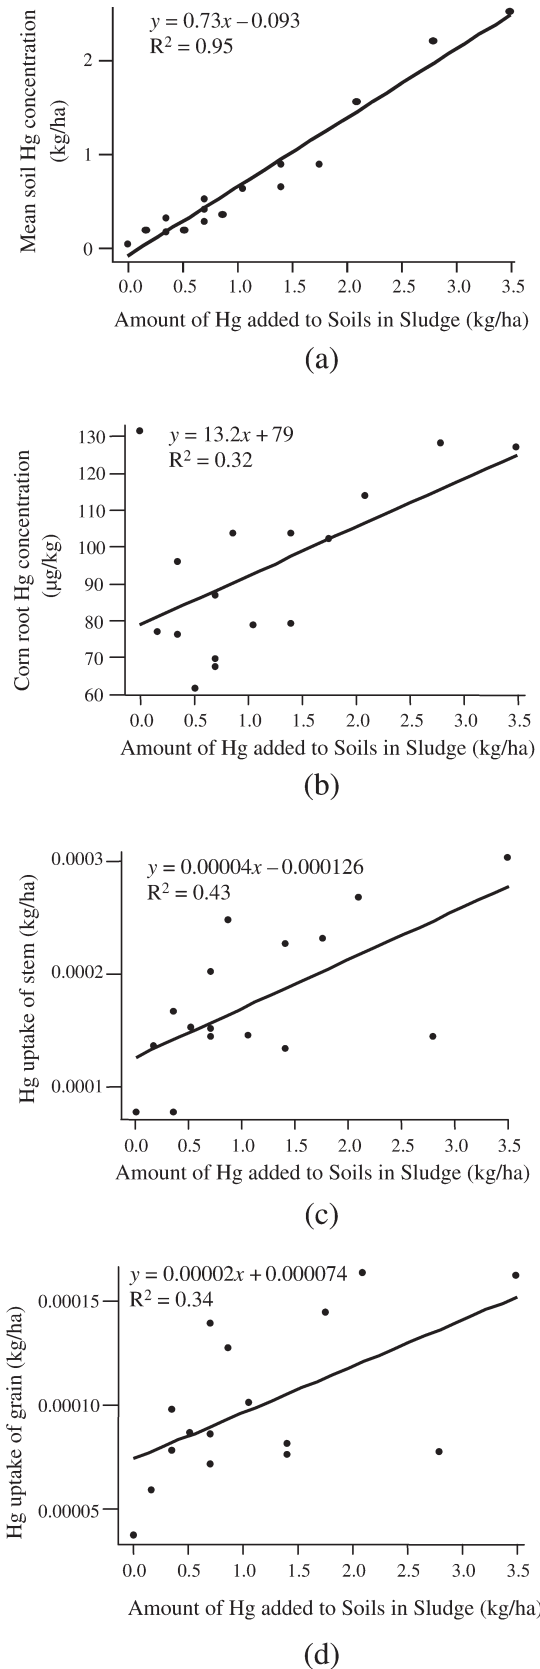 y = 0.73x – 0.093
R² = 0.95
Mean soil Hg concentration
(kg/ha)
2
1
0
0.0 0.5 1.0 1.5 2.0 2.5 3.0 3.5
Amount of Hg added to Soils in Sludge (kg/ha)
(a)
y = 13.2x + 79
R² = 0.32
Corn root Hg concentration
(µg/kg)
130
120
110
100
90
80
70
60
0.0 0.5 1.0 1.5 2.0 2.5 3.0 3.5
Amount of Hg added to Soils in Sludge (kg/ha)
(b)
y = 0.00004x – 0.000126
R² = 0.43
Hg uptake of stem (kg/ha)
0.0003
0.0002
0.0001
0.0 0.5 1.0 1.5 2.0 2.5 3.0 3.5
Amount of Hg added to Soils in Sludge (kg/ha)
(c)
y = 0.00002x + 0.000074
R² = 0.34
Hg uptake of grain (kg/ha)
0.00015
0.00010
0.00005
0.0 0.5 1.0 1.5 2.0 2.5 3.0 3.5
Amount of Hg added to Soils in Sludge (kg/ha)
(d)